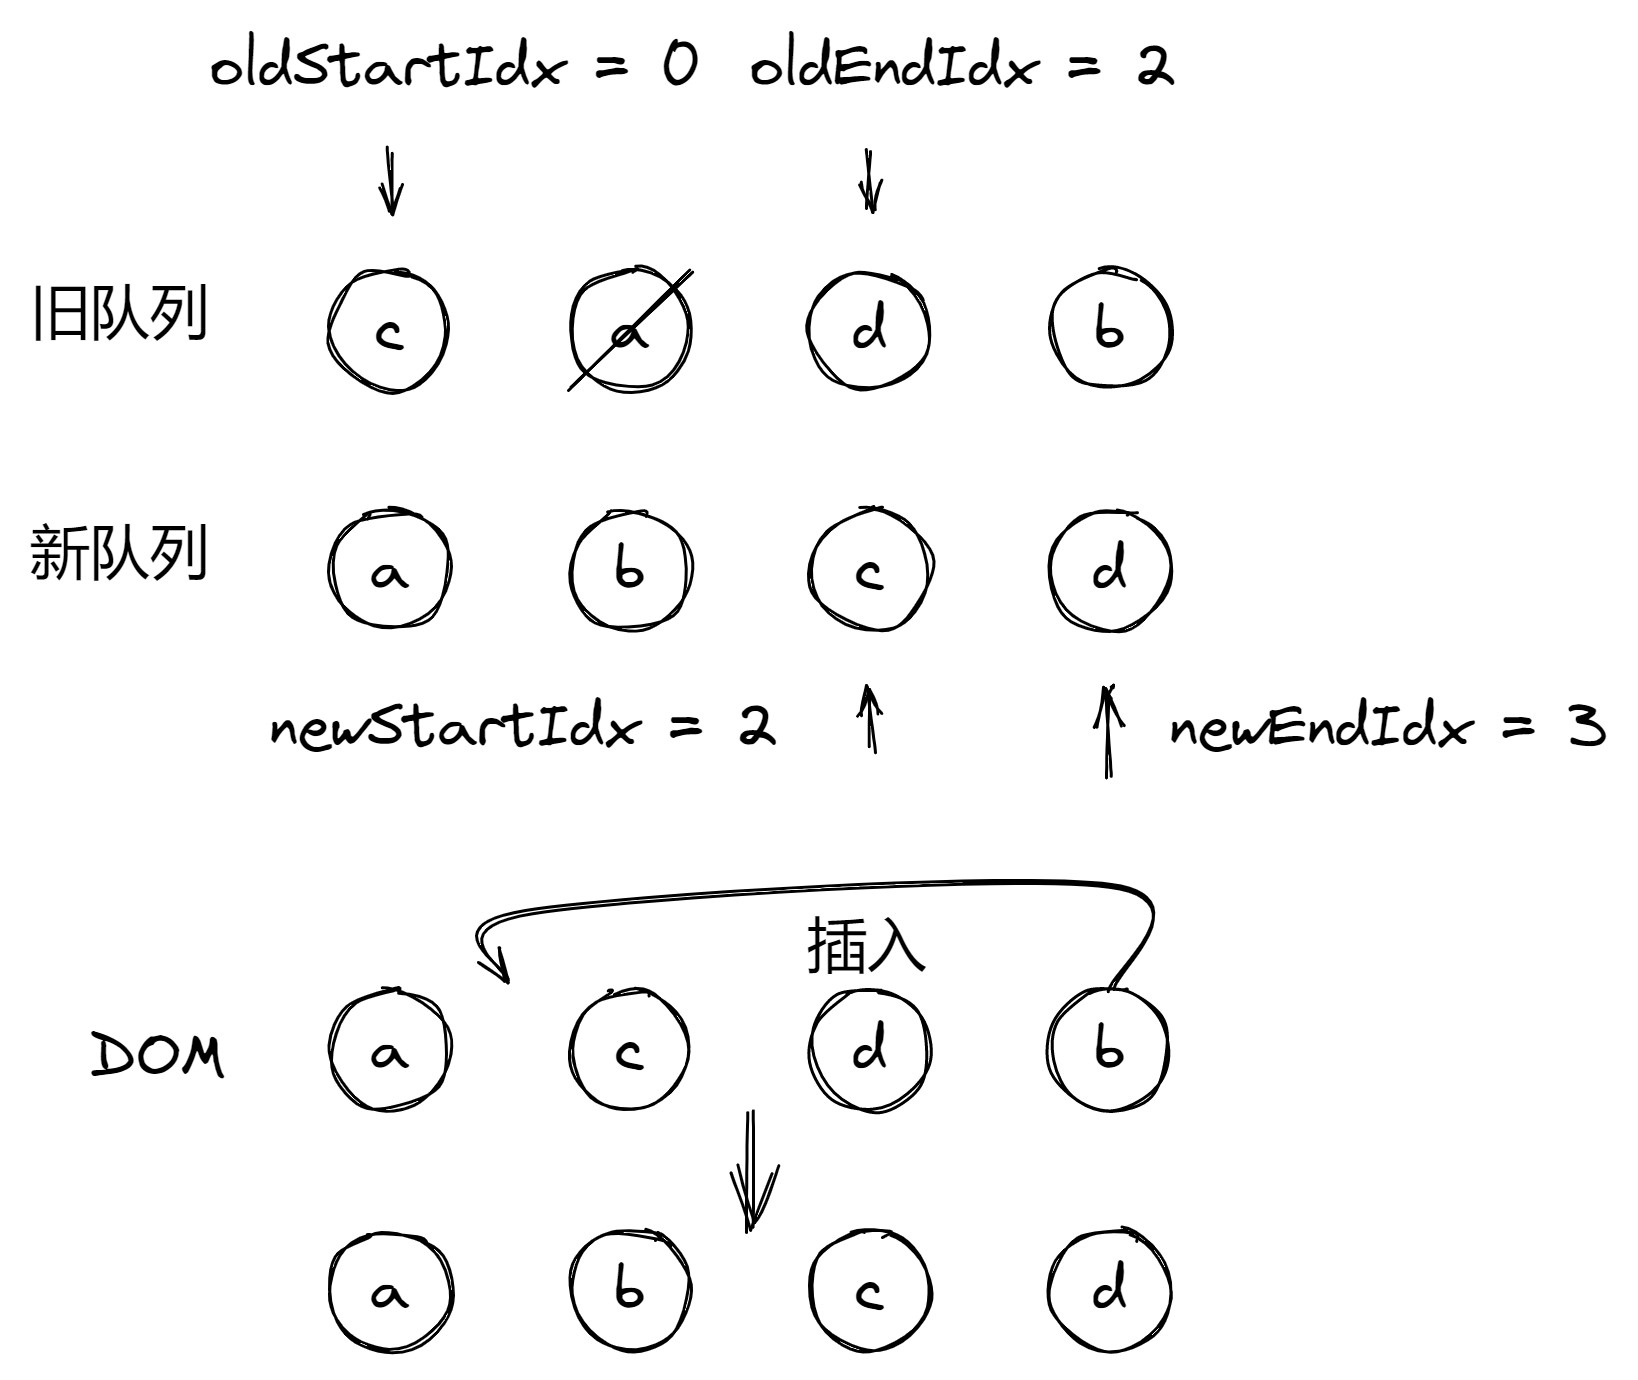 oldStartIdx = 0 oldEndIdx = 2
旧队列 c a d b
新队列 a b c d
newStartIdx = 2 newEndIdx = 3
插入
DOM a c d b
a b c d